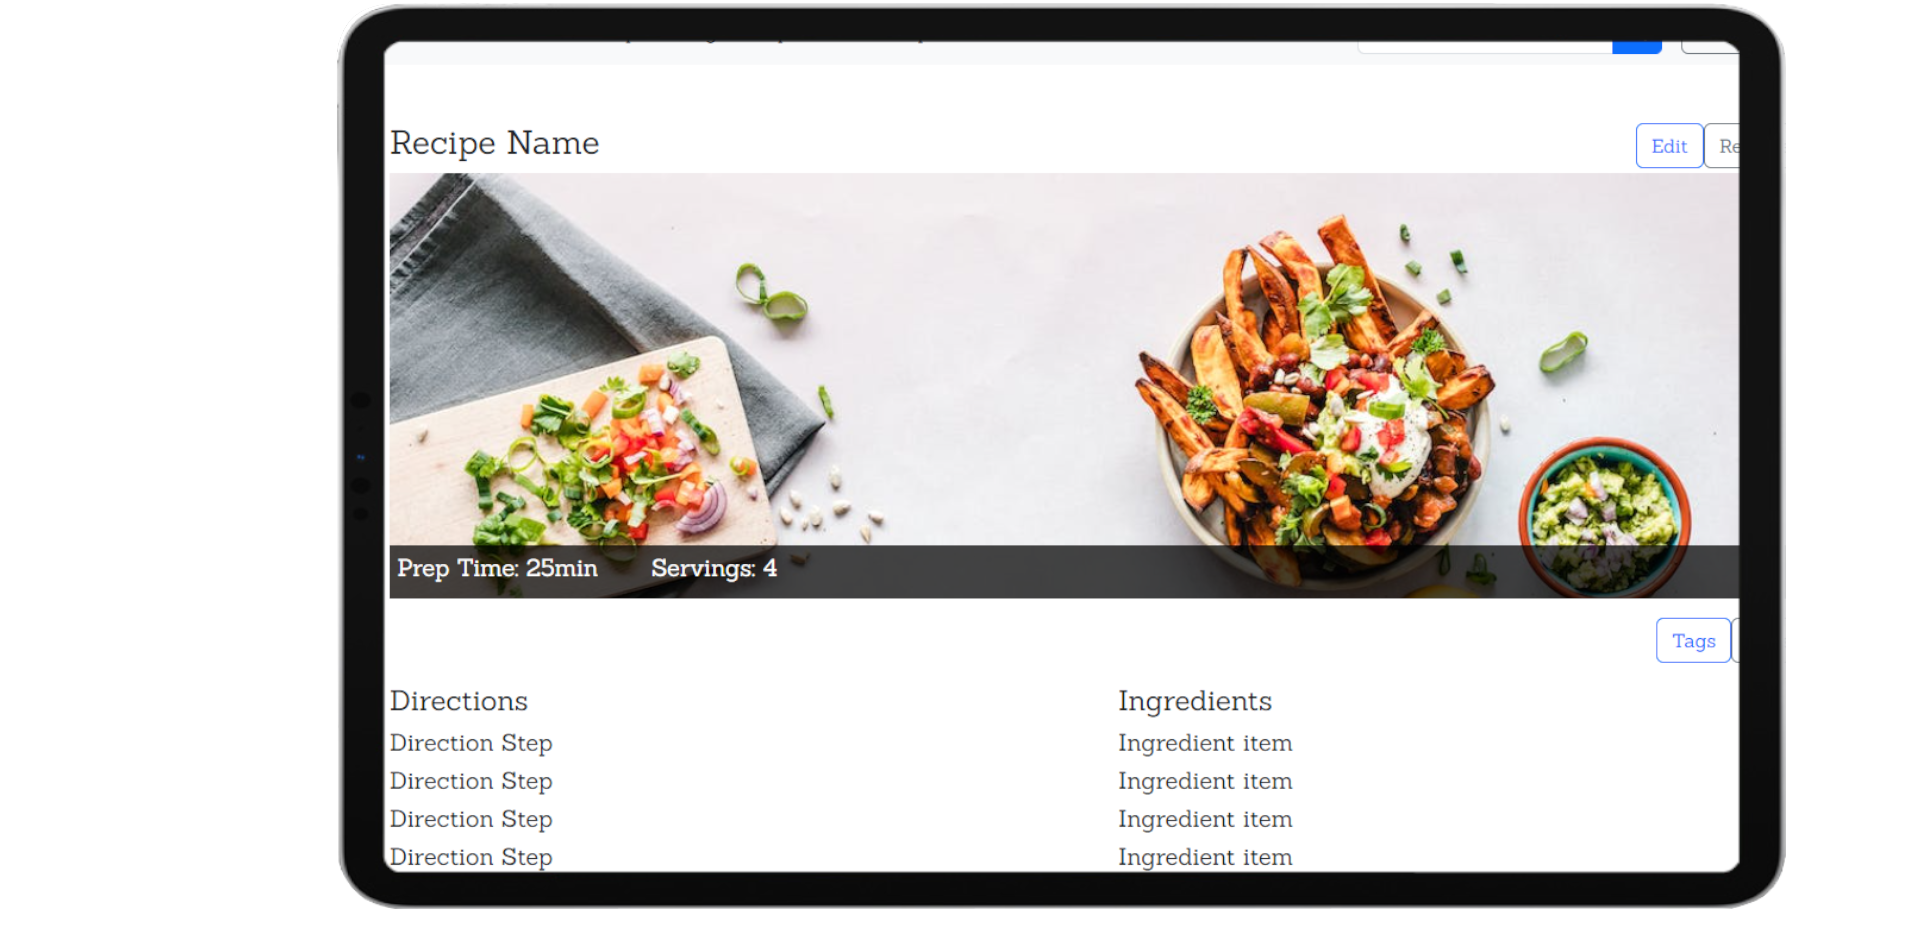 Recipe Name
Edit
Prep Time: 25min Servings: 4
Tags
Directions
Direction Step
Direction Step
Direction Step
Direction Step
Ingredients
Ingredient item
Ingredient item
Ingredient item
Ingredient item